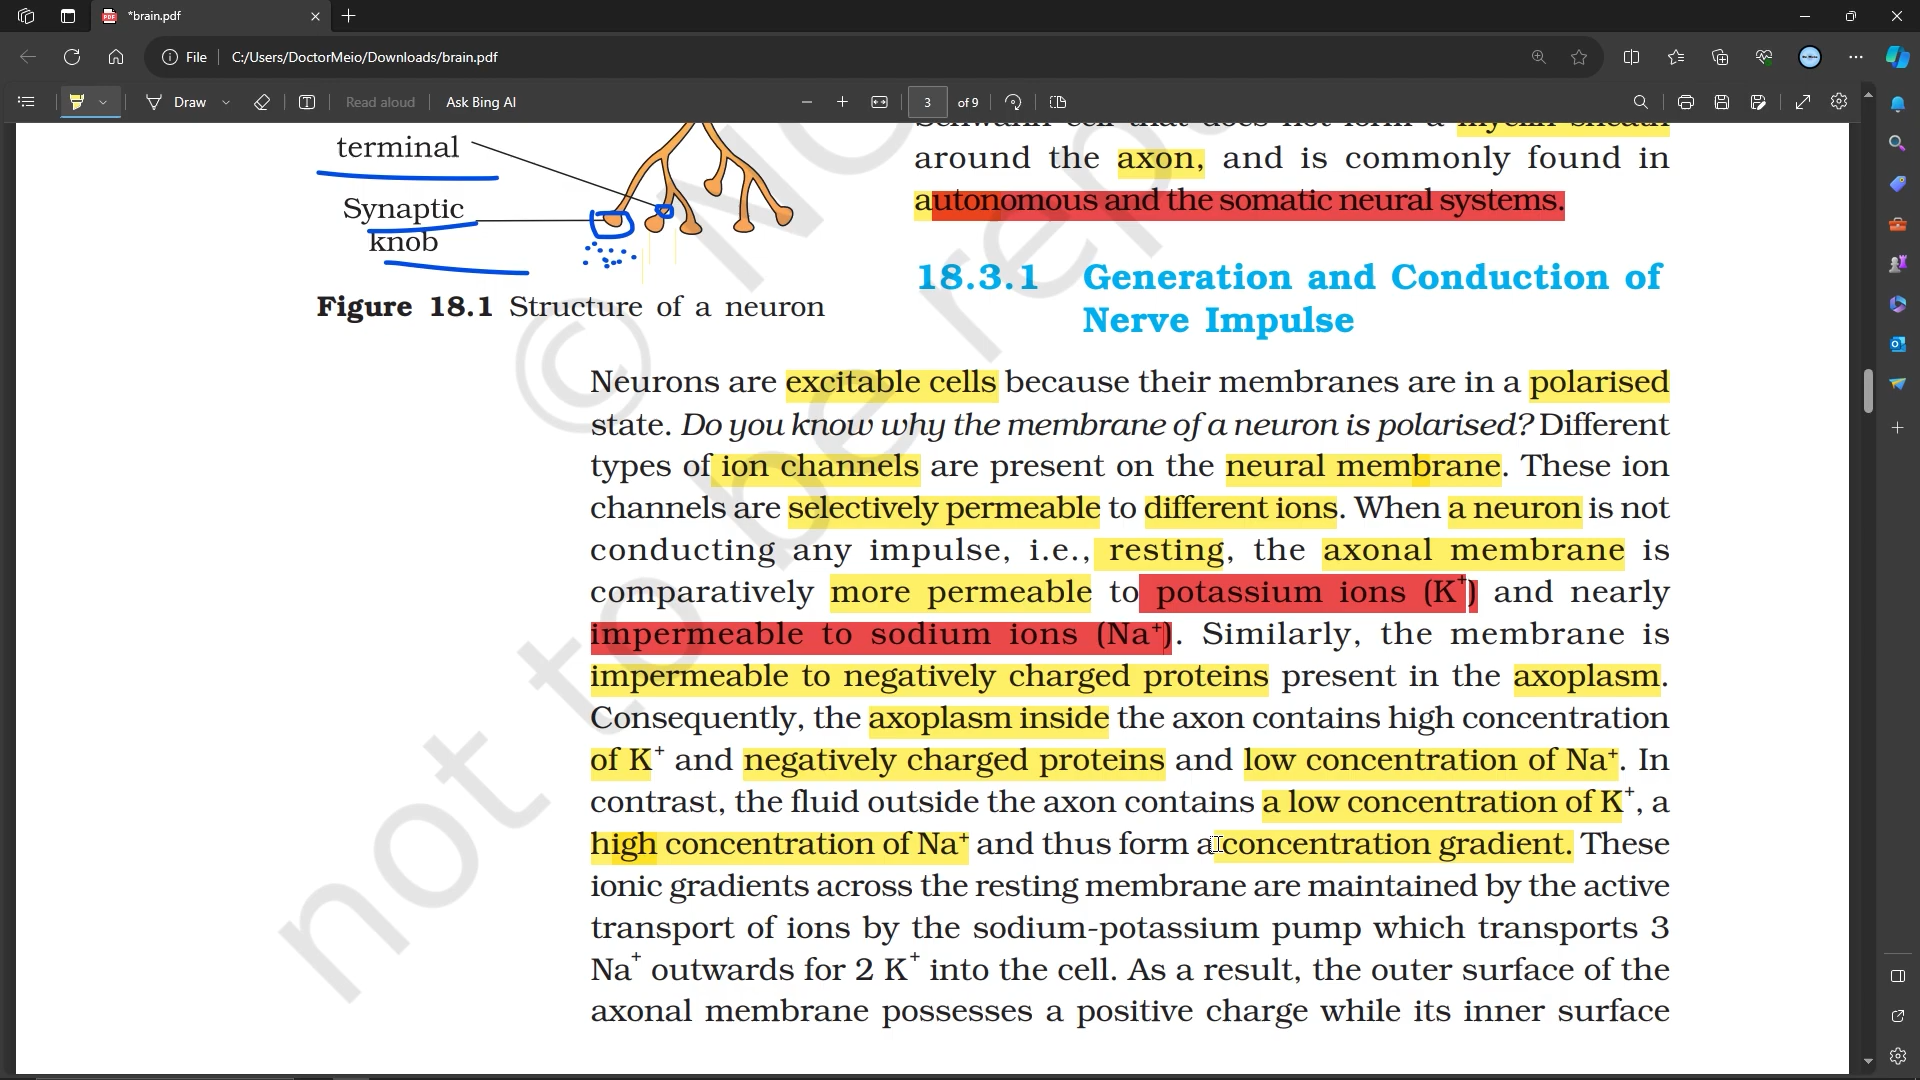 *brain.pdf
File
C:/Users/DoctorMeio/Downloads/brain.pdf
Draw
Read aloud
Ask Bing AI
3
of 9
terminal
Synaptic
knob
Figure 18.1 Structure of a neuron
Schwann cell that does not form a myelin sheath
around the axon, and is commonly found in
autonomous and the somatic neural systems.
18.3.1 Generation and Conduction of
Nerve Impulse
Neurons are excitable cells because their membranes are in a polarised
state. Do you know why the membrane of a neuron is polarised? Different
types of ion channels are present on the neural membrane. These ion
channels are selectively permeable to different ions. When a neuron is not
conducting any impulse, i.e., resting, the axonal membrane is
comparatively more permeable to potassium ions (K+) and nearly
impermeable to sodium ions (Na+). Similarly, the membrane is
impermeable to negatively charged proteins present in the axoplasm.
Consequently, the axoplasm inside the axon contains high concentration
of K+ and negatively charged proteins and low concentration of Na+. In
contrast, the fluid outside the axon contains a low concentration of K+, a
high concentration of Na+ and thus form a concentration gradient. These
ionic gradients across the resting membrane are maintained by the active
transport of ions by the sodium-potassium pump which transports 3
Na+ outwards for 2 K+ into the cell. As a result, the outer surface of the
axonal membrane possesses a positive charge while its inner surface
not to be